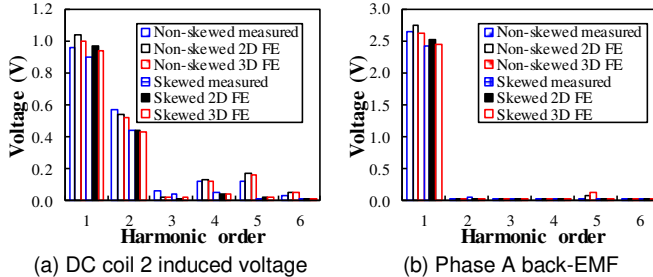 1.2
1.0
0.8
0.6
0.4
0.2
0.0
Voltage (V)
Non-skewed measured
Non-skewed 2D FE
Non-skewed 3D FE
Skewed measured
Skewed 2D FE
Skewed 3D FE
1 2 3 4 5 6
Harmonic order
(a) DC coil 2 induced voltage
3.0
2.5
2.0
1.5
1.0
0.5
0.0
Voltage (V)
Non-skewed measured
Non-skewed 2D FE
Non-skewed 3D FE
Skewed measured
Skewed 2D FE
Skewed 3D FE
1 2 3 4 5 6
Harmonic order
(b) Phase A back-EMF